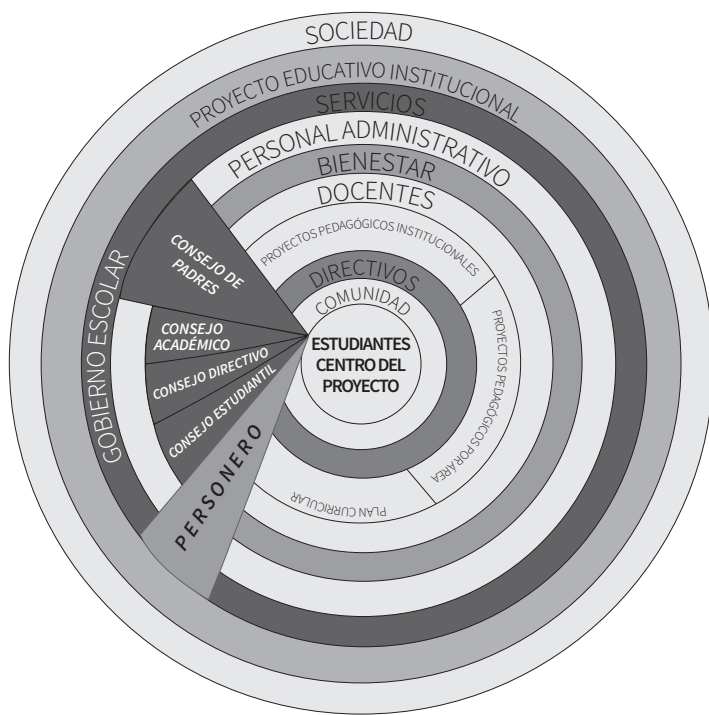 SOCIEDAD
PROYECTO EDUCATIVO INSTITUCIONAL
SERVICIOS
PERSONAL ADMINISTRATIVO
BIENESTAR
DOCENTES
PROYECTOS PEDAGÓGICOS INSTITUCIONALES
DIRECTIVOS
COMUNIDAD
ESTUDIANTES
CENTRO DEL
PROYECTO
PROYECTOS PEDAGÓGICOS POR ÁREA
PLAN CURRICULAR
GOBIERNO ESCOLAR
CONSEJO DE
PADRES
CONSEJO
ACADÉMICO
CONSEJO DIRECTIVO
CONSEJO ESTUDIANTIL
PERSONERO